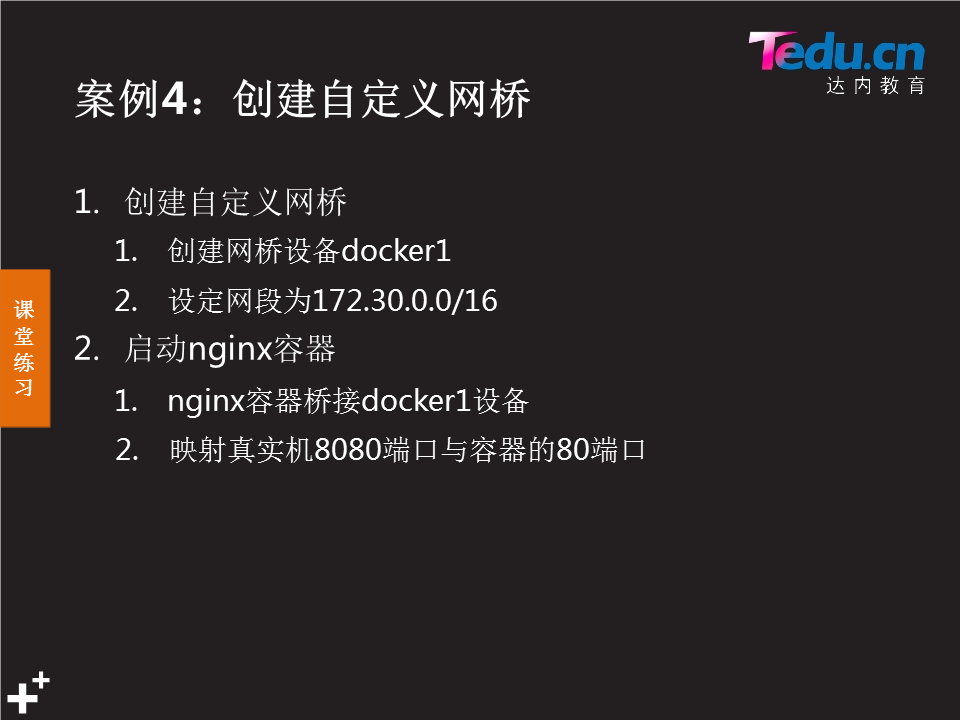 Tedu.cn
达内教育
案例4：创建自定义网桥
1. 创建自定义网桥
1. 创建网桥设备docker1
2. 设定网段为172.30.0.0/16
2. 启动nginx容器
1. nginx容器桥接docker1设备
2. 映射真实机8080端口与容器的80端口
课
堂
练
习